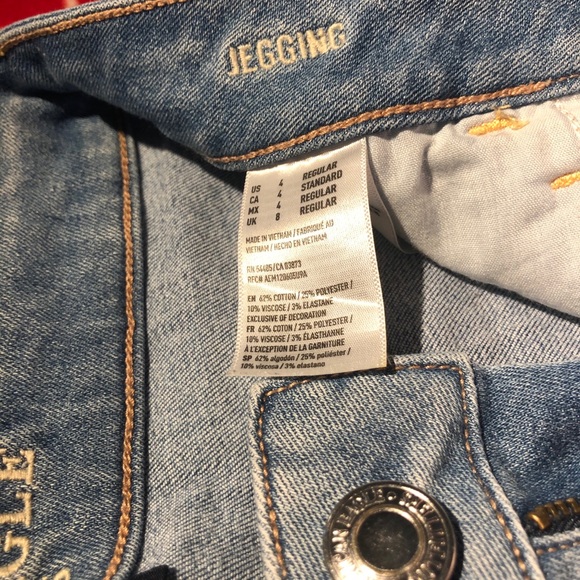 JEGGING
US 4 REGULAR
CA 4 STANDARD
MX 4 REGULAR
UK 8 REGULAR
MADE IN VIETNAM / FABRIQUÉ AU
VIETNAM / HECHO EN VIETNAM
RN 54485/CA 03873
EN 62% COTTON / 25% POLYESTER /
10% VISCOSE / 3% ELASTANE
EXCLUSIVE OF DECORATION
FR 62% COTON / 25% POLYESTER /
10% VISCOSE / 3% ÉLASTHANNE
À L'EXCEPTION DE LA GARNITURE
SP 62% algodón / 25% poliéster /
10% viscosa / 3% elastano
GLE